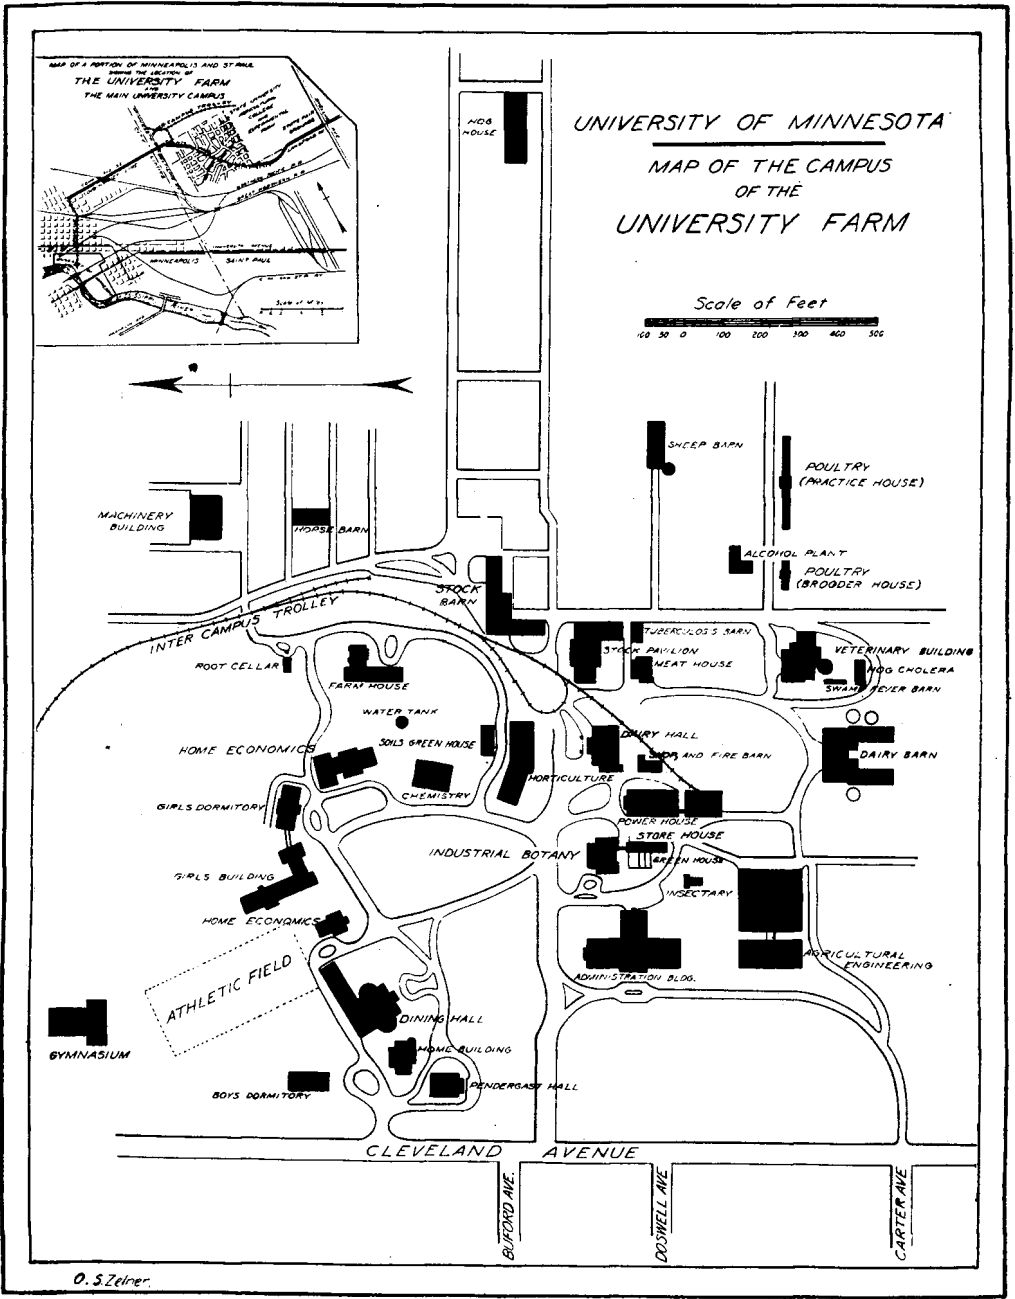 MAP OF A PORTION OF MINNEAPOLIS AND ST PAUL
SHOWING THE LOCATION OF
THE UNIVERSITY FARM
AND
THE MAIN UNIVERSITY CAMPUS
UNIVERSITY AVENUE
MINNEAPOLIS
SAINT PAUL
RIVER
UNIVERSITY OF MINNESOTA
MAP OF THE CAMPUS
OF THE
UNIVERSITY FARM
Scale of Feet
100 50 0 100 200 300 400 500
HOG
HOUSE
SHEEP BARN
POULTRY
(PRACTICE HOUSE)
MACHINERY
BUILDING
HORSE BARN
ALCOHOL PLANT
POULTRY
(BROODER HOUSE)
STOCK
BARN
INTER CAMPUS TROLLEY
TUBERCULOSIS BARN
STOCK PAVILION
MEAT HOUSE
VETERINARY BUILDING
HOG CHOLERA
SWAMP FEVER BARN
ROOT CELLAR
FARM HOUSE
WATER TANK
SOILS GREEN HOUSE
HOME ECONOMICS
DAIRY HALL
SHOP AND FIRE BARN
DAIRY BARN
HORTICULTURE
CHEMISTRY
GIRLS DORMITORY
POWER HOUSE
STORE HOUSE
INDUSTRIAL BOTANY
GREEN HOUSE
GIRLS BUILDING
INSECTARY
HOME ECONOMICS
ATHLETIC FIELD
AGRICULTURAL
ENGINEERING
ADMINISTRATION BLDG.
DINING HALL
GYMNASIUM
HOME BUILDING
PENDERGAST HALL
BOYS DORMITORY
CLEVELAND AVENUE
BUFORD AVE.
DOSWELL AVE
CARTER AVE
O. S. Zelner.